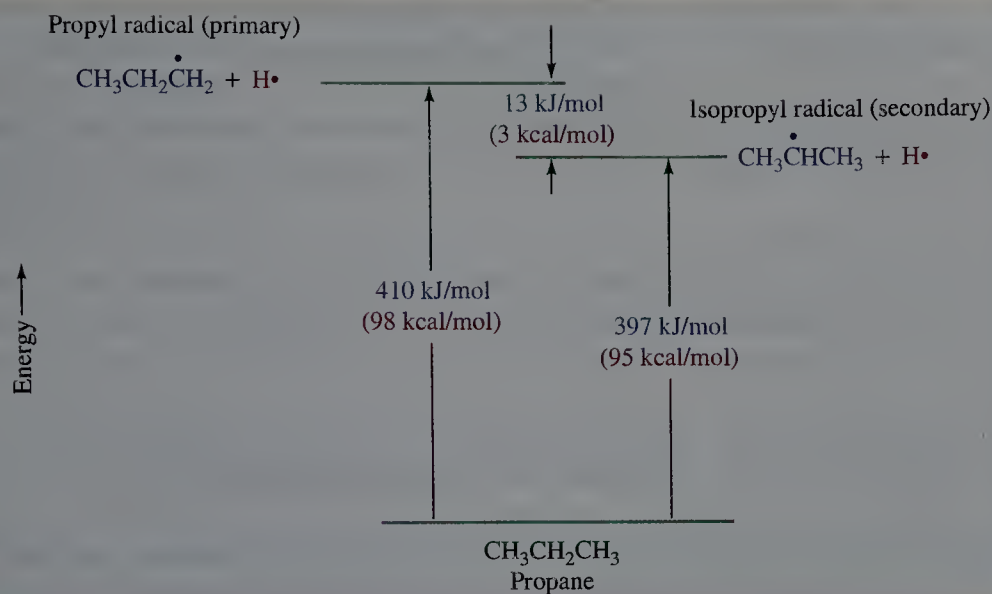 Propyl radical (primary)
CH₃CH₂ĊH₂ + H•
13 kJ/mol
(3 kcal/mol)
Isopropyl radical (secondary)
CH₃ĊHCH₃ + H•
410 kJ/mol
(98 kcal/mol)
397 kJ/mol
(95 kcal/mol)
Energy
CH₃CH₂CH₃
Propane